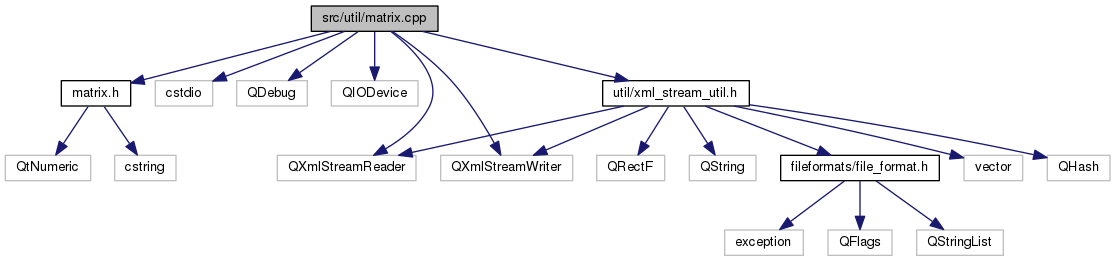 src/util/matrix.cpp
matrix.h
cstdio
QDebug
QIODevice
util/xml_stream_util.h
QtNumeric
cstring
QXmlStreamReader
QXmlStreamWriter
QRectF
QString
fileformats/file_format.h
vector
QHash
exception
QFlags
QStringList